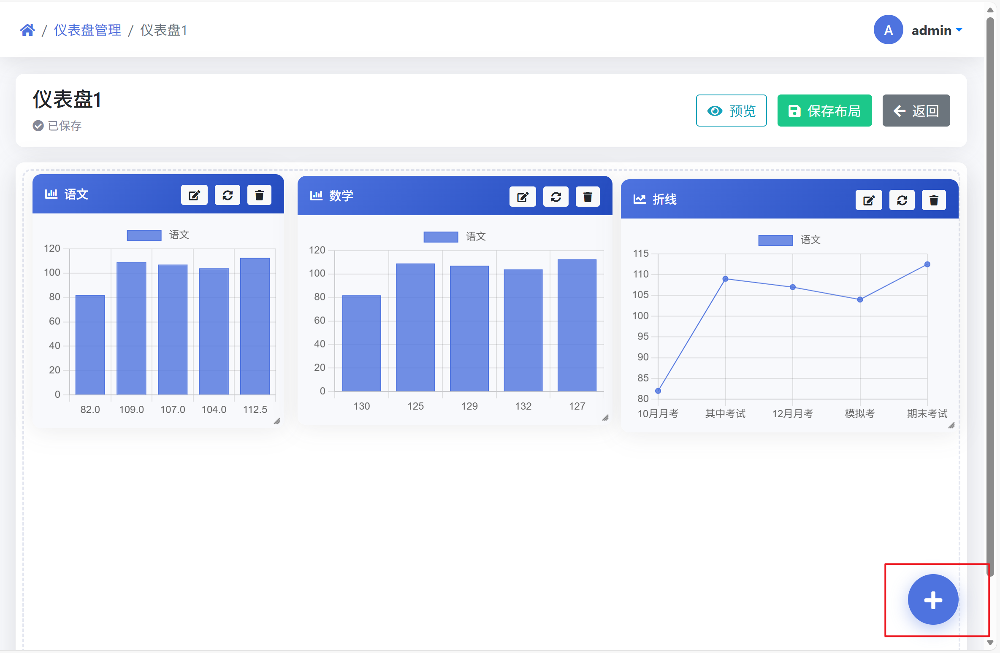 / 仪表盘管理 / 仪表盘1
A admin
仪表盘1
已保存
预览 保存布局 返回
语文
语文
120
100
80
60
40
20
0
82.0 109.0 107.0 104.0 112.5
数学
语文
120
100
80
60
40
20
0
130 125 129 132 127
折线
语文
115
110
105
100
95
90
85
80
10月月考 其中考试 12月月考 模拟考 期末考试